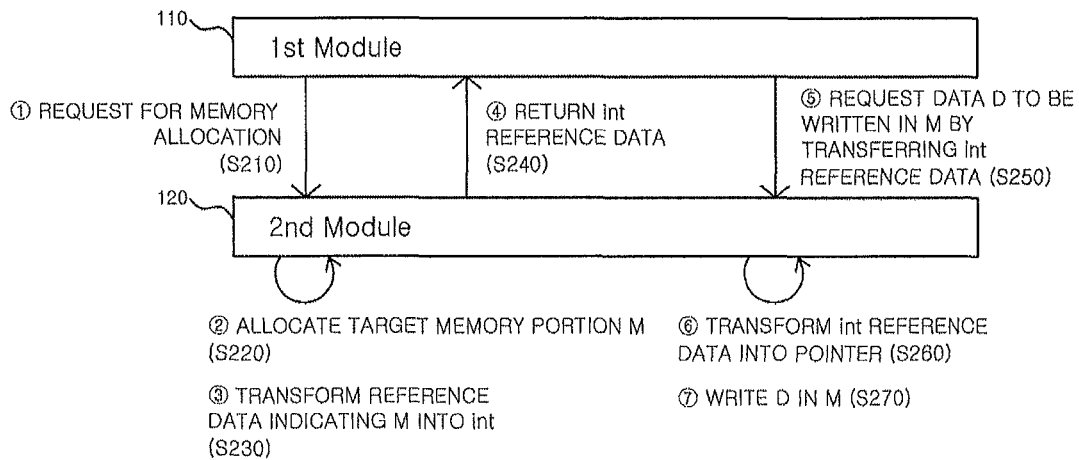 110
1st Module
① REQUEST FOR MEMORY
ALLOCATION
(S210)
④ RETURN int
REFERENCE DATA
(S240)
⑤ REQUEST DATA D TO BE
WRITTEN IN M BY
TRANSFERRING int
REFERENCE DATA (S250)
120
2nd Module
② ALLOCATE TARGET MEMORY PORTION M
(S220)
③ TRANSFORM REFERENCE
DATA INDICATING M INTO int
(S230)
⑥ TRANSFORM int REFERENCE
DATA INTO POINTER (S260)
⑦ WRITE D IN M (S270)